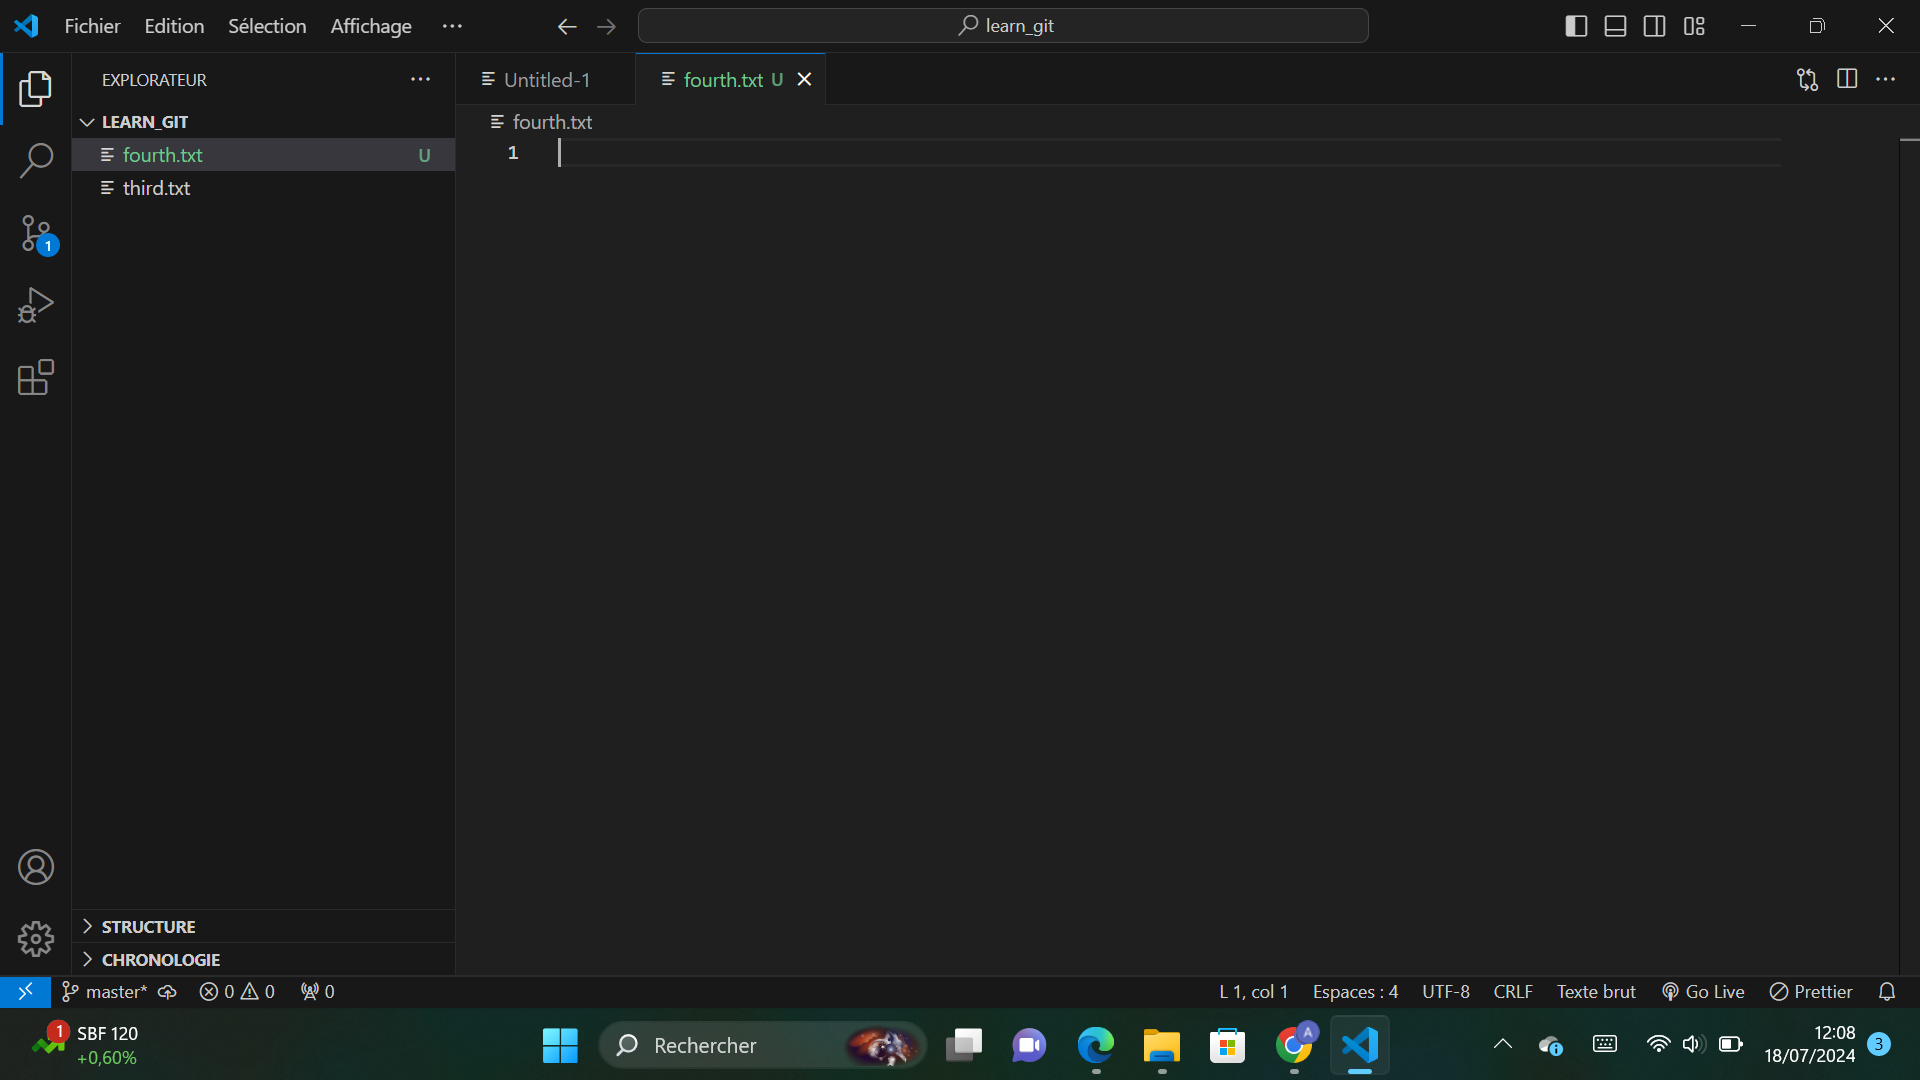 Fichier Edition Sélection Affichage ··· learn_git
EXPLORATEUR ···
Untitled-1 fourth.txt U
LEARN_GIT
fourth.txt
fourth.txt U
1
third.txt
1
STRUCTURE
CHRONOLOGIE
master* 0 0 0 L 1, col 1 Espaces : 4 UTF-8 CRLF Texte brut Go Live Prettier
1 SBF 120
+0,60%
Rechercher
A
12:08
18/07/2024
3